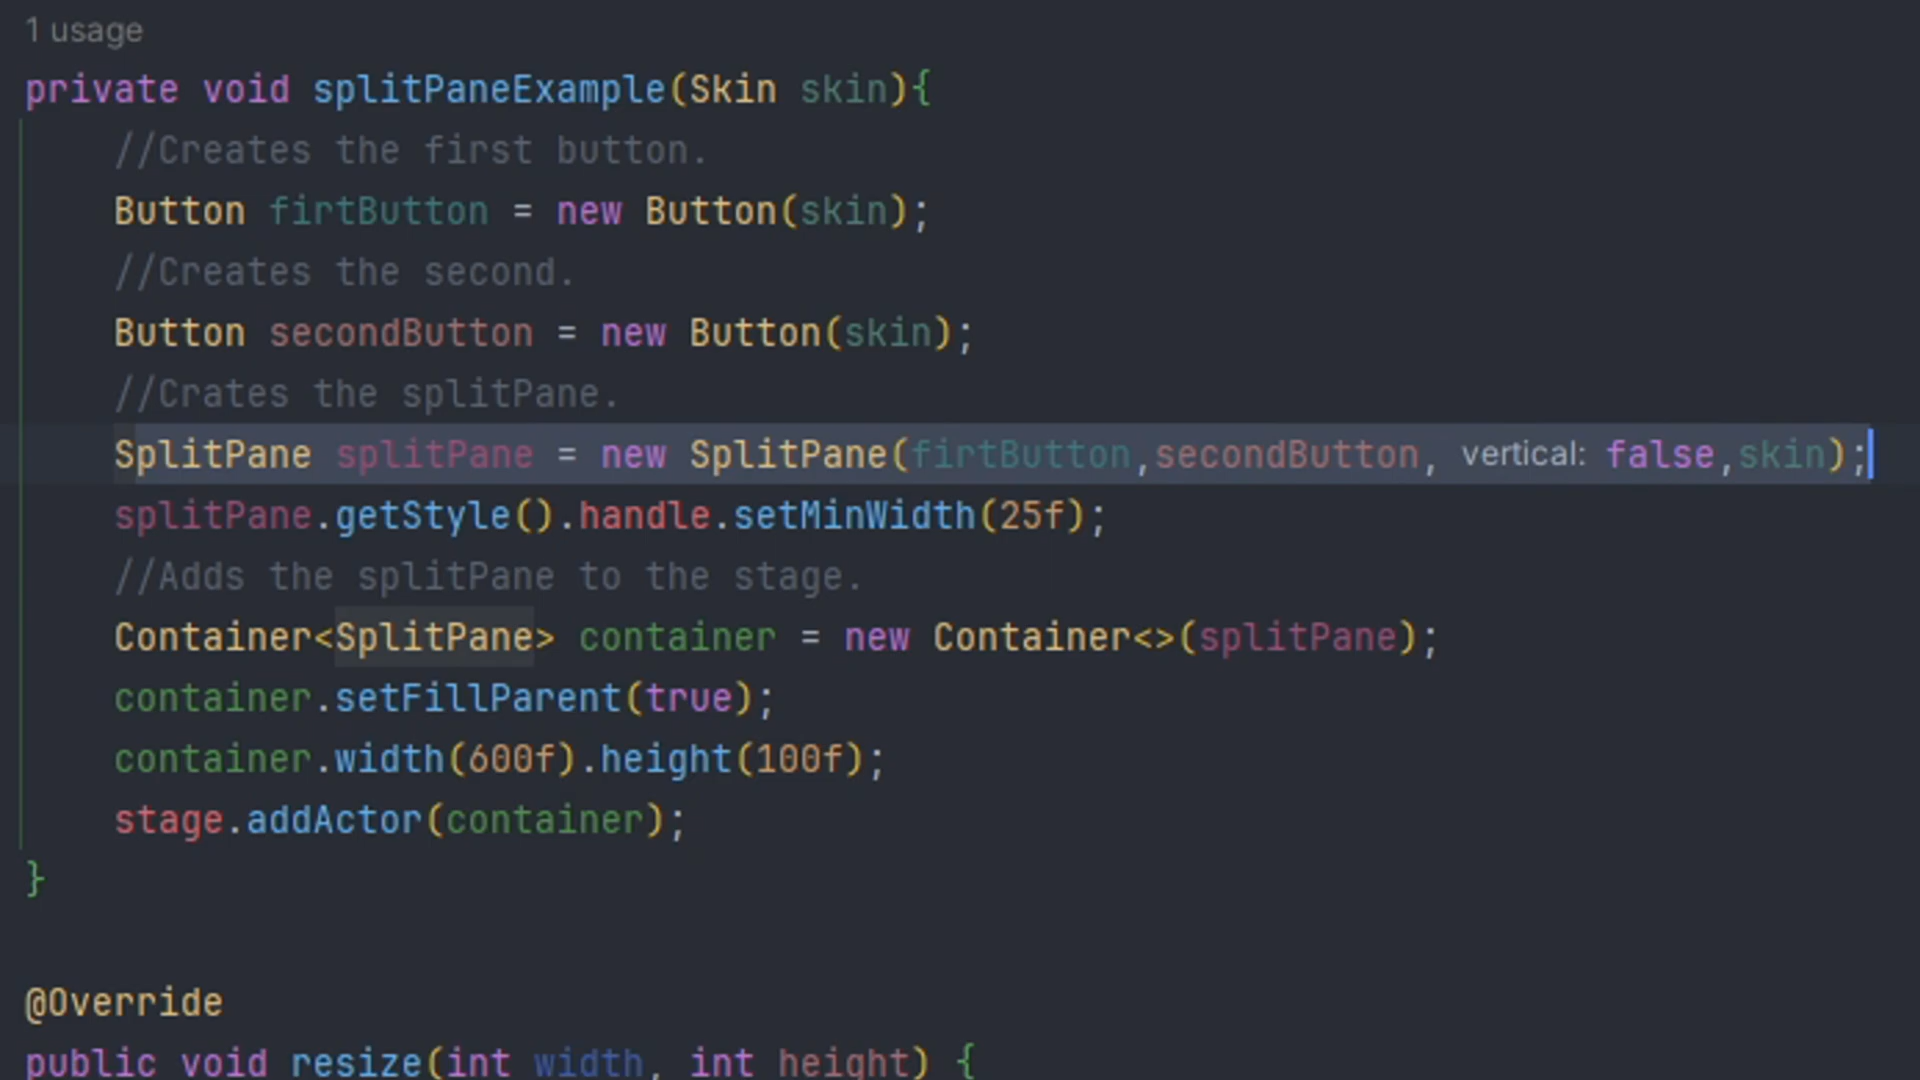 1 usage
private void splitPaneExample(Skin skin){
//Creates the first button.
Button firtButton = new Button(skin);
//Creates the second.
Button secondButton = new Button(skin);
//Crates the splitPane.
SplitPane splitPane = new SplitPane(firtButton,secondButton, vertical: false,skin);
splitPane.getStyle().handle.setMinWidth(25f);
//Adds the splitPane to the stage.
Container<SplitPane> container = new Container<>(splitPane);
container.setFillParent(true);
container.width(600f).height(100f);
stage.addActor(container);
}
@Override
public void resize(int width, int height) {